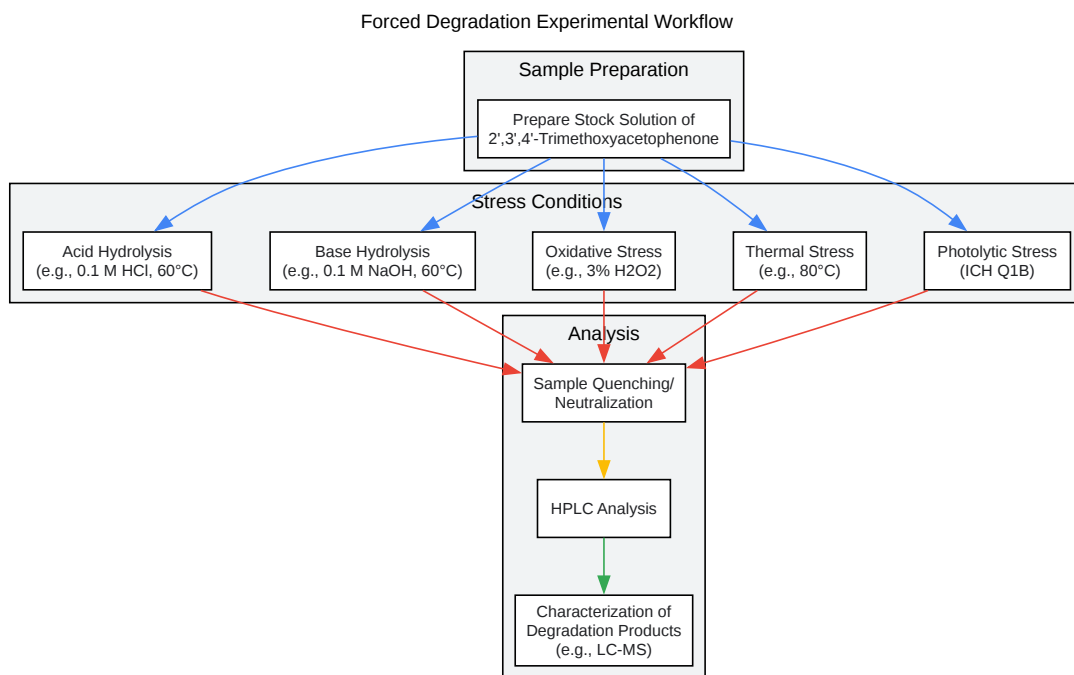 Forced Degradation Experimental Workflow
Sample Preparation
Prepare Stock Solution of
2',3',4'-Trimethoxyacetophenone
Stress Conditions
Acid Hydrolysis
(e.g., 0.1 M HCl, 60°C)
Base Hydrolysis
(e.g., 0.1 M NaOH, 60°C)
Oxidative Stress
(e.g., 3% H2O2)
Thermal Stress
(e.g., 80°C)
Photolytic Stress
(ICH Q1B)
Analysis
Sample Quenching/
Neutralization
HPLC Analysis
Characterization of
Degradation Products
(e.g., LC-MS)